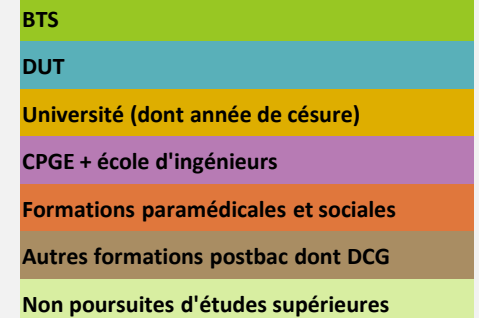 BTS
DUT
Université (dont année de césure)
CPGE + école d'ingénieurs
Formations paramédicales et sociales
Autres formations postbac dont DCG
Non poursuites d'études supérieures